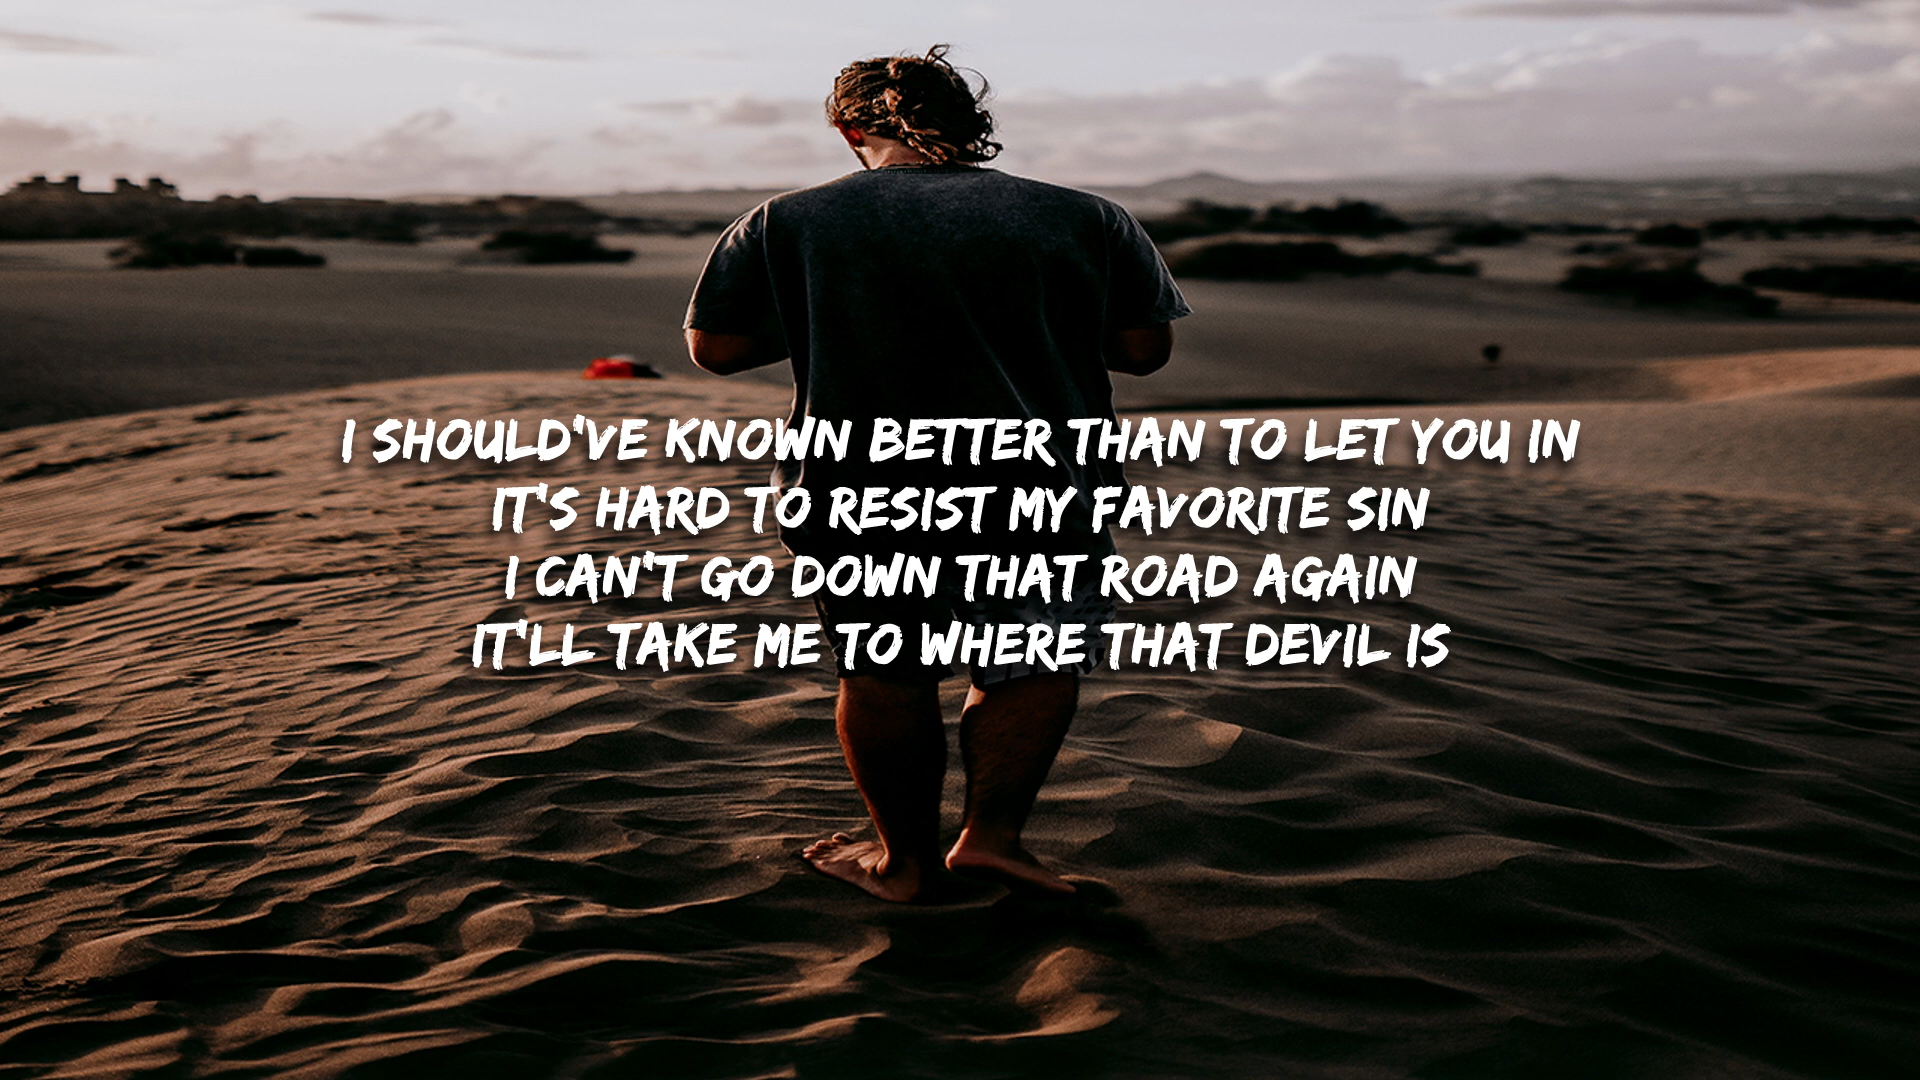 I SHOULD'VE KNOWN BETTER THAN TO LET YOU IN
IT'S HARD TO RESIST MY FAVORITE SIN
I CAN'T GO DOWN THAT ROAD AGAIN
IT'LL TAKE ME TO WHERE THAT DEVIL IS